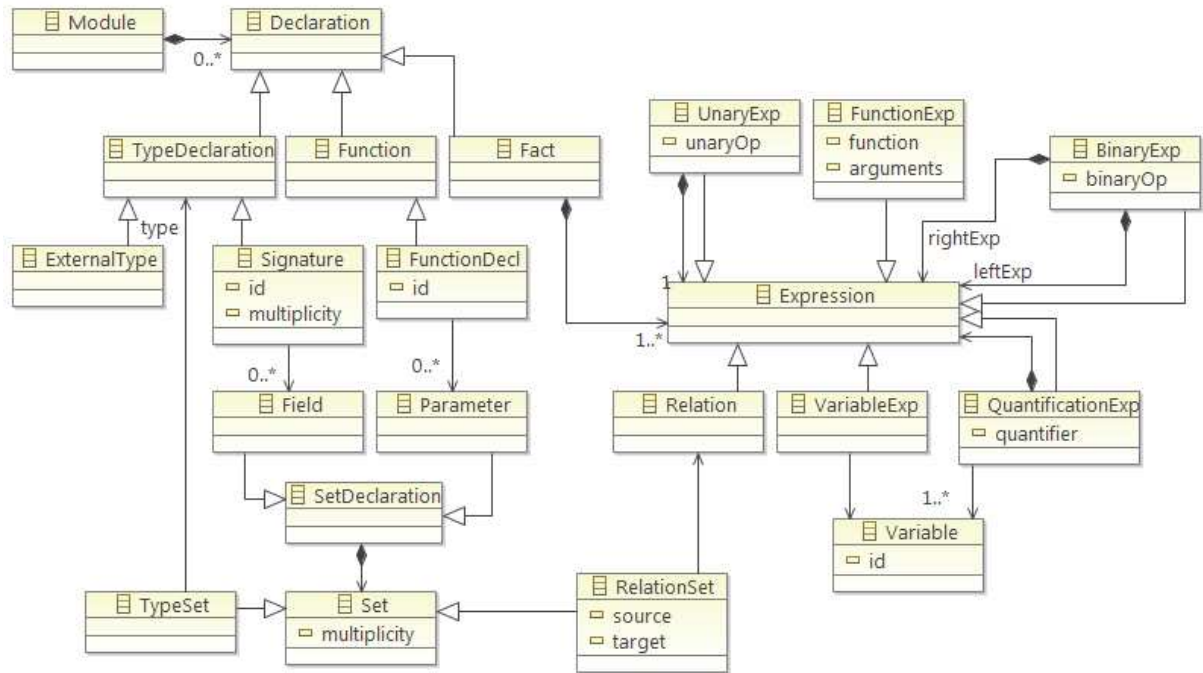 Module
Declaration
0..*
UnaryExp
unaryOp
FunctionExp
function
arguments
BinaryExp
binaryOp
TypeDeclaration
Function
Fact
type
rightExp
leftExp
ExternalType
Signature
id
multiplicity
FunctionDecl
id
1
Expression
1..*
0..*
0..*
Field
Parameter
Relation
VariableExp
QuantificationExp
quantifier
SetDeclaration
1..*
Variable
id
TypeSet
Set
multiplicity
RelationSet
source
target